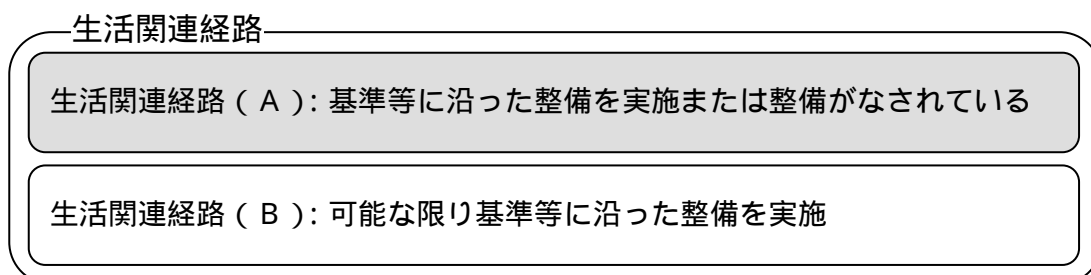 生活関連経路
生活関連経路（A）：基準等に沿った整備を実施または整備がなされている
生活関連経路（B）：可能な限り基準等に沿った整備を実施